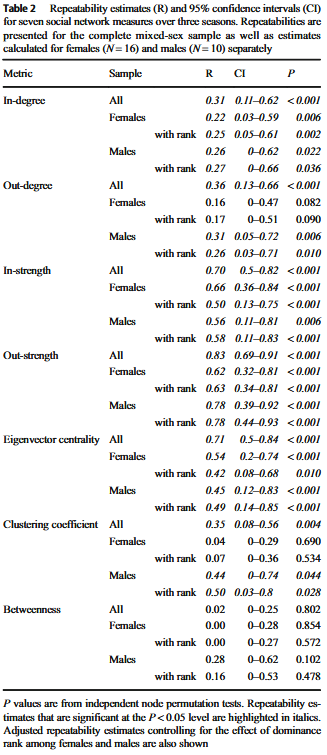 Table 2 Repeatability estimates (R) and 95% confidence intervals (CI)
for seven social network measures over three seasons. Repeatabilities are
presented for the complete mixed-sex sample as well as estimates
calculated for females (N = 16) and males (N = 10) separately
Metric Sample R CI P
In-degree All 0.31 0.11–0.62 < 0.001
Females 0.22 0.03–0.59 0.006
with rank 0.25 0.05–0.61 0.002
Males 0.26 0–0.62 0.022
with rank 0.27 0–0.66 0.036
Out-degree All 0.36 0.13–0.66 < 0.001
Females 0.16 0–0.47 0.082
with rank 0.17 0–0.51 0.090
Males 0.31 0.05–0.72 0.006
with rank 0.26 0.03–0.71 0.010
In-strength All 0.70 0.5–0.82 < 0.001
Females 0.66 0.36–0.84 < 0.001
with rank 0.50 0.13–0.75 < 0.001
Males 0.56 0.11–0.81 0.006
with rank 0.58 0.11–0.83 < 0.001
Out-strength All 0.83 0.69–0.91 < 0.001
Females 0.62 0.32–0.81 < 0.001
with rank 0.63 0.34–0.81 < 0.001
Males 0.78 0.39–0.92 < 0.001
with rank 0.78 0.44–0.93 < 0.001
Eigenvector centrality All 0.71 0.5–0.84 < 0.001
Females 0.54 0.2–0.74 < 0.001
with rank 0.42 0.08–0.68 0.010
Males 0.45 0.12–0.83 < 0.001
with rank 0.49 0.14–0.85 < 0.001
Clustering coefficient All 0.35 0.08–0.56 0.004
Females 0.04 0–0.29 0.690
with rank 0.07 0–0.36 0.534
Males 0.44 0–0.74 0.044
with rank 0.50 0.03–0.8 0.028
Betweenness All 0.02 0–0.25 0.802
Females 0.00 0–0.28 0.854
with rank 0.00 0–0.27 0.572
Males 0.28 0–0.62 0.102
with rank 0.16 0–0.53 0.478
P values are from independent node permutation tests. Repeatability es-
timates that are significant at the P < 0.05 level are highlighted in italics.
Adjusted repeatability estimates controlling for the effect of dominance
rank among females and males are also shown